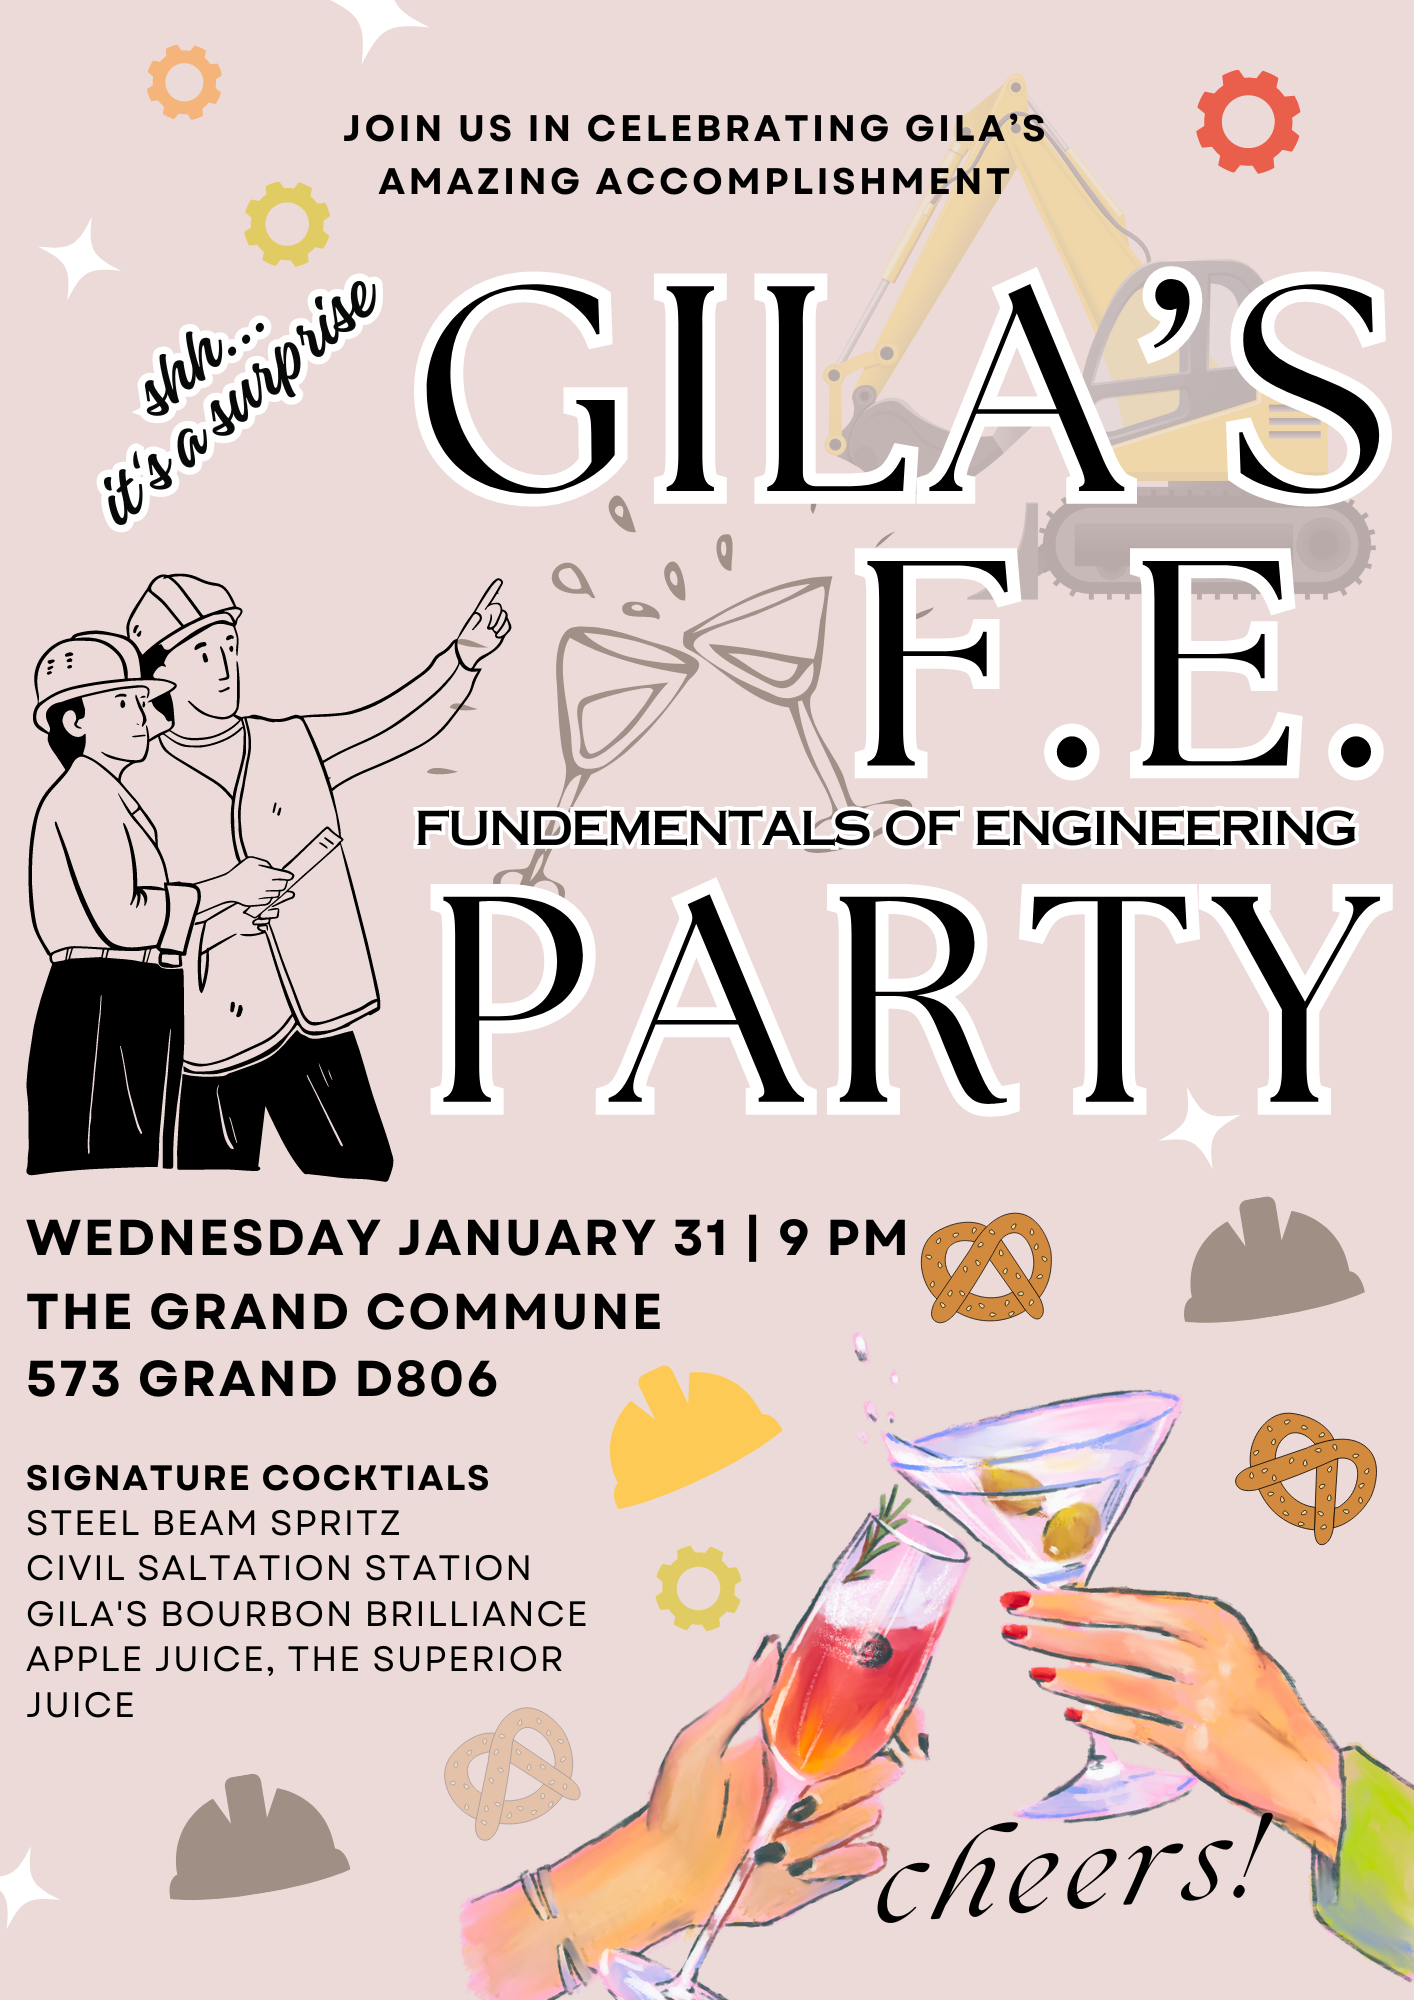 JOIN US IN CELEBRATING GILA’S
AMAZING ACCOMPLISHMENT
shh...
it's a surprise
GILA’S
F.E.
FUNDEMENTALS OF ENGINEERING
PARTY
WEDNESDAY JANUARY 31 | 9 PM
THE GRAND COMMUNE
573 GRAND D806
SIGNATURE COCKTIALS
STEEL BEAM SPRITZ
CIVIL SALTATION STATION
GILA'S BOURBON BRILLIANCE
APPLE JUICE, THE SUPERIOR
JUICE
cheers!